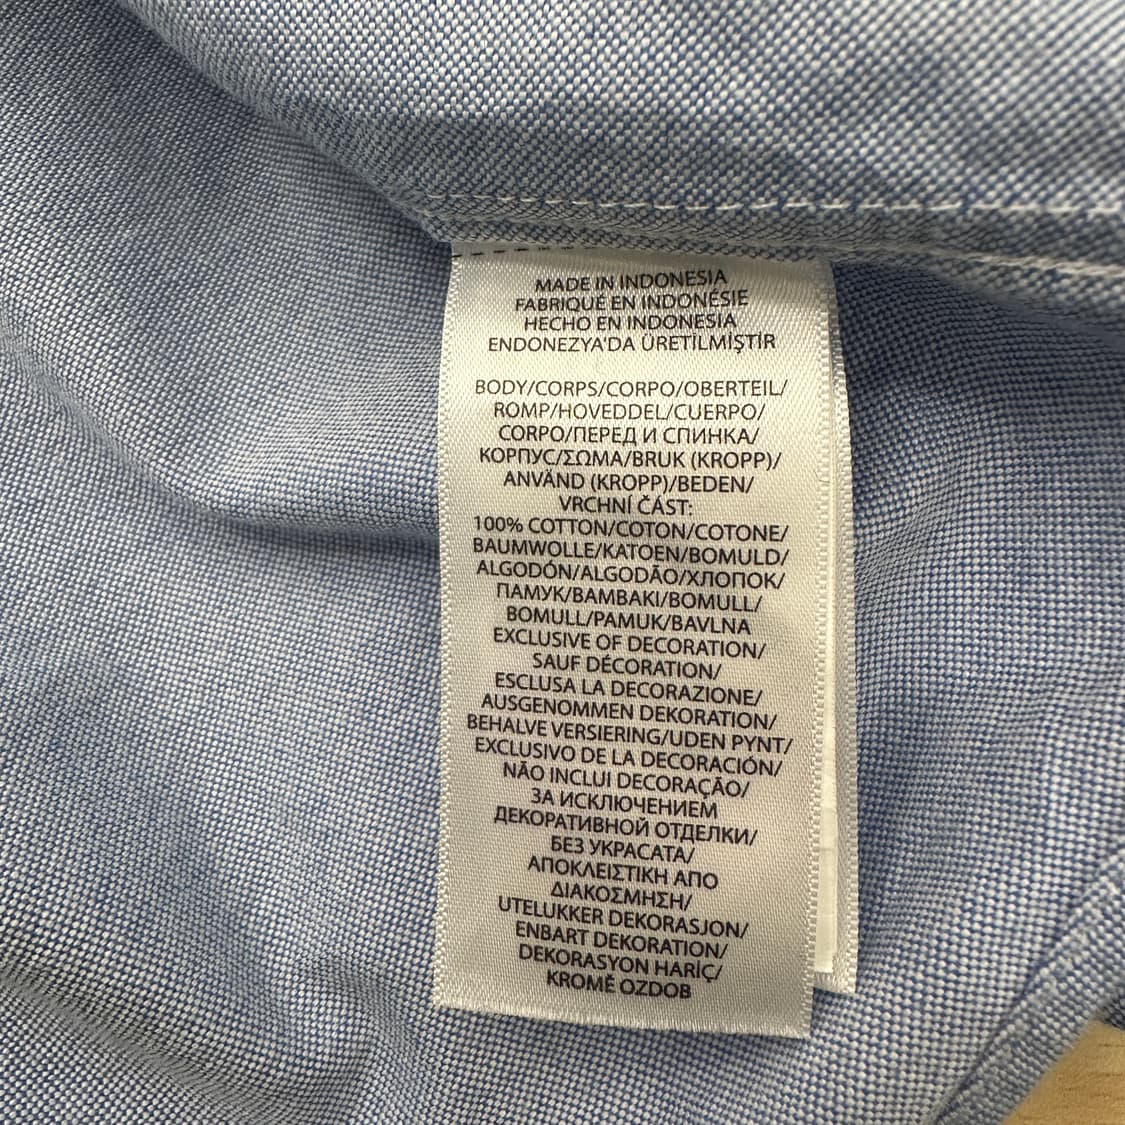 MADE IN INDONESIA
FABRIQUÉ EN INDONÉSIE
HECHO EN INDONESIA
ENDONEZYA'DA ÜRETİLMİŞTİR
BODY/CORPS/CORPO/OBERTEIL/
ROMP/HOVEDDEL/CUERPO/
CORPO/ПЕРЕД И СПИНКА/
КОРПУС/ΣΩΜΑ/BRUK (KROPP)/
ANVÄND (KROPP)/BEDEN/
VRCHNÍ ČÁST:
100% COTTON/COTON/COTONE/
BAUMWOLLE/KATOEN/BOMULD/
ALGODÓN/ALGODÃO/ХЛОПОК/
ПАМУК/BAMBAKI/BOMULL/
BOMULL/PAMUK/BAVLNA
EXCLUSIVE OF DECORATION/
SAUF DÉCORATION/
ESCLUSA LA DECORAZIONE/
AUSGENOMMEN DEKORATION/
BEHALVE VERSIERING/UDEN PYNT/
EXCLUSIVO DE LA DECORACIÓN/
NÃO INCLUI DECORAÇÃO/
ЗА ИСКЛЮЧЕНИЕМ
ДЕКОРАТИВНОЙ ОТДЕЛКИ/
БЕЗ УКРАСАТА/
ΑΠΟΚΛΕΙΣΤΙΚΗ ΑΠΟ
ΔΙΑΚΟΣΜΗΣΗ/
UTELUKKER DEKORASJON/
ENBART DEKORATION/
DEKORASYON HARİÇ/
KROMĚ OZDOB